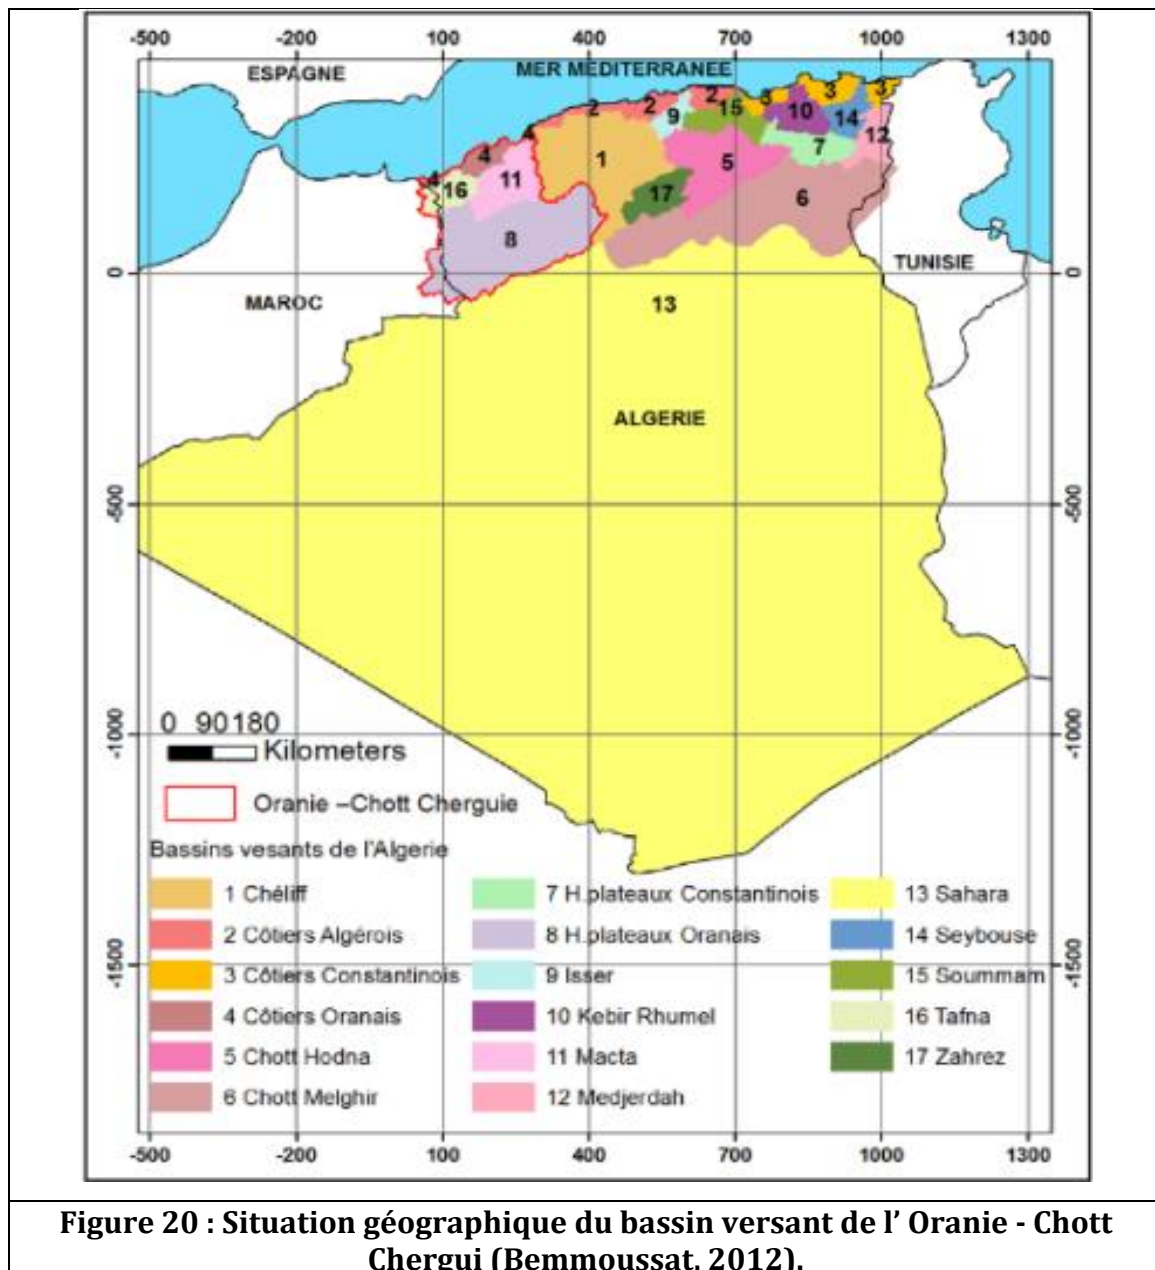 -500 -200 100 400 700 1000 1300
ESPAGNE
MER MEDITERRANEE
2 2 2 15 3 3 3
9 10 14
4 1 7 12
4 11 5
4 16 17 6
8
0 TUNISIE 0
MAROC 13
ALGERIE
-500 -500
0 90 180
-1000 Kilometers -1000
Oranie –Chott Cherguie
Bassins vesants de l'Algerie
1 Chéliff
2 Côtiers Algérois
3 Côtiers Constantinois
4 Côtiers Oranais
5 Chott Hodna
6 Chott Melghir
7 H.plateaux Constantinois
8 H.plateaux Oranais
9 Isser
10 Kebir Rhumel
11 Macta
12 Medjerdah
13 Sahara
14 Seybouse
15 Soummam
16 Tafna
17 Zahrez
-1500 -1500
-500 -200 100 400 700 1000 1300
Figure 20 : Situation géographique du bassin versant de l’ Oranie - Chott
Chergui (Bemmoussat, 2012).